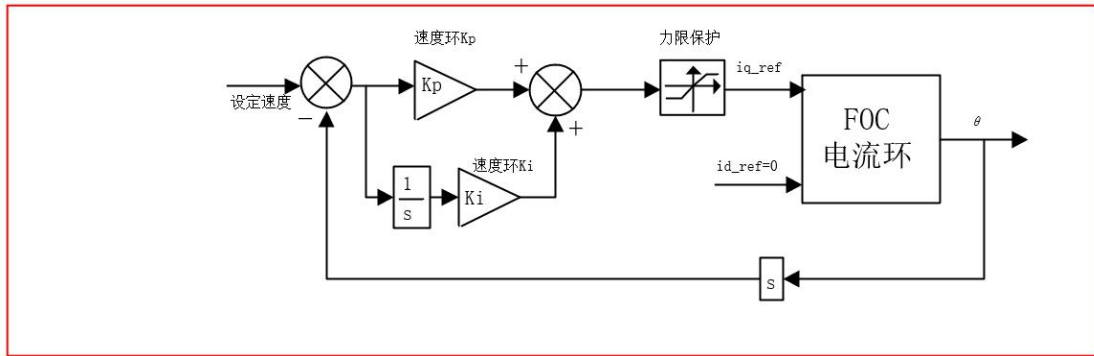 速度环Kp
力限保护
+
iq_ref
Kp
设定速度
−
+
FOC
电流环
θ
速度环Ki
id_ref=0
1
s
Ki
s